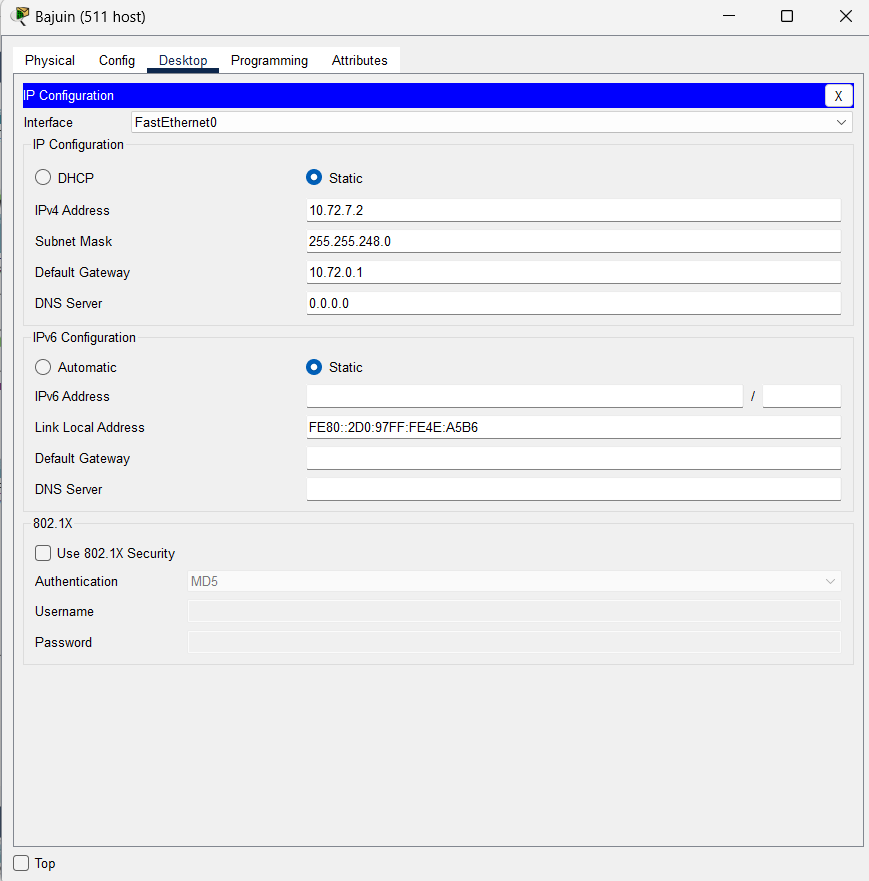 Bajuin (511 host)
Physical Config Desktop Programming Attributes
IP Configuration X
Interface FastEthernet0
IP Configuration
DHCP Static
IPv4 Address 10.72.7.2
Subnet Mask 255.255.248.0
Default Gateway 10.72.0.1
DNS Server 0.0.0.0
IPv6 Configuration
Automatic Static
IPv6 Address /
Link Local Address FE80::2D0:97FF:FE4E:A5B6
Default Gateway
DNS Server
802.1X
Use 802.1X Security
Authentication MD5
Username
Password
Top